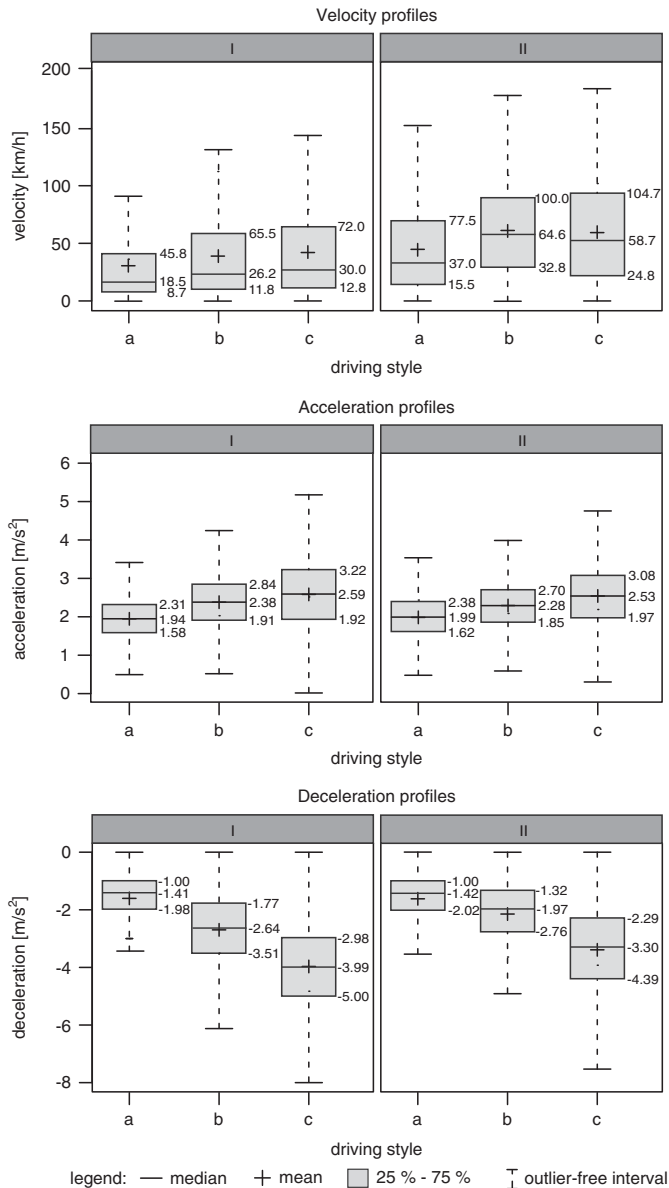 Velocity profiles
I
II
velocity [km/h]
200
150
100
50
0
45.8
18.5
8.7
65.5
26.2
11.8
72.0
30.0
12.8
77.5
37.0
15.5
100.0
64.6
32.8
104.7
58.7
24.8
a
b
c
a
b
c
driving style
Acceleration profiles
I
II
acceleration [m/s²]
6
5
4
3
2
1
0
2.31
1.94
1.58
2.84
2.38
1.91
3.22
2.59
1.92
2.38
1.99
1.62
2.70
2.28
1.85
3.08
2.53
1.97
a
b
c
a
b
c
driving style
Deceleration profiles
I
II
deceleration [m/s²]
0
-2
-4
-6
-8
-1.00
-1.41
-1.98
-1.77
-2.64
-3.51
-2.98
-3.99
-5.00
-1.00
-1.42
-2.02
-1.32
-1.97
-2.76
-2.29
-3.30
-4.39
a
b
c
a
b
c
driving style
legend: median mean 25 % - 75 % outlier-free interval